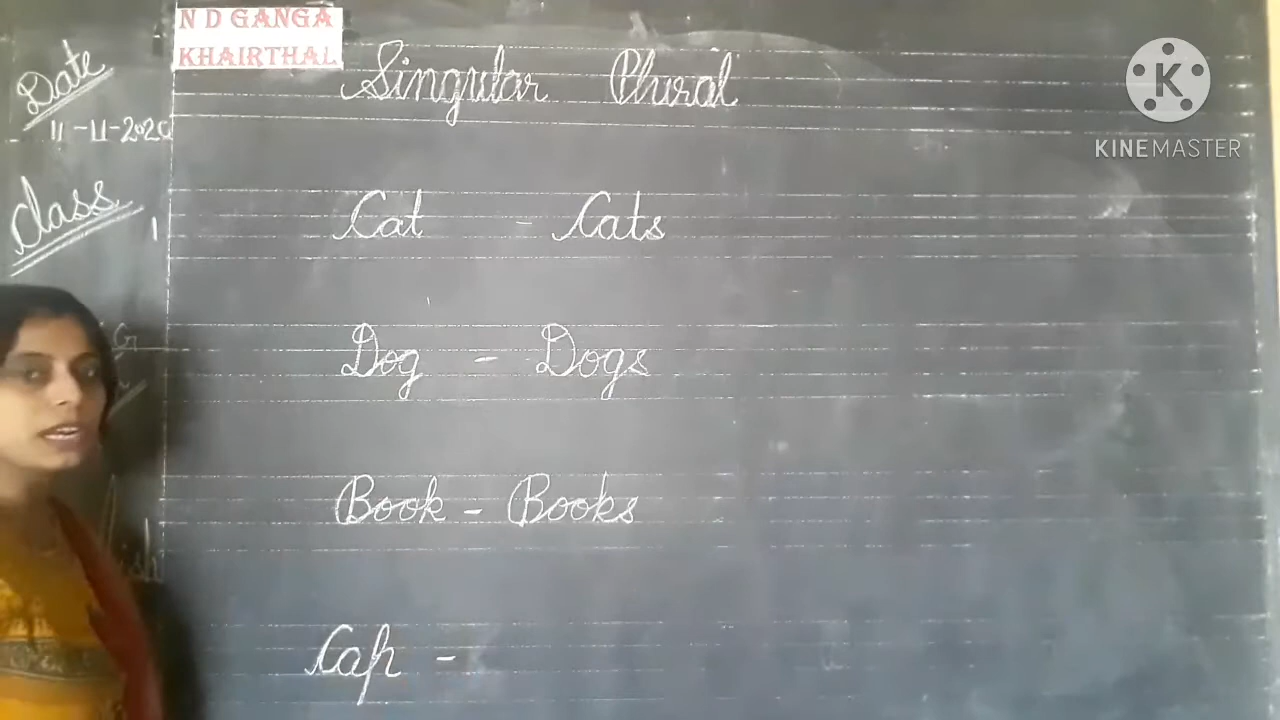 N D GANGA
KHAIRTHAL
Date
11-11-2020
Class
1
Singular Plural
Cat - Cats
Dog - Dogs
Book - Books
Cap -
KINEMASTER